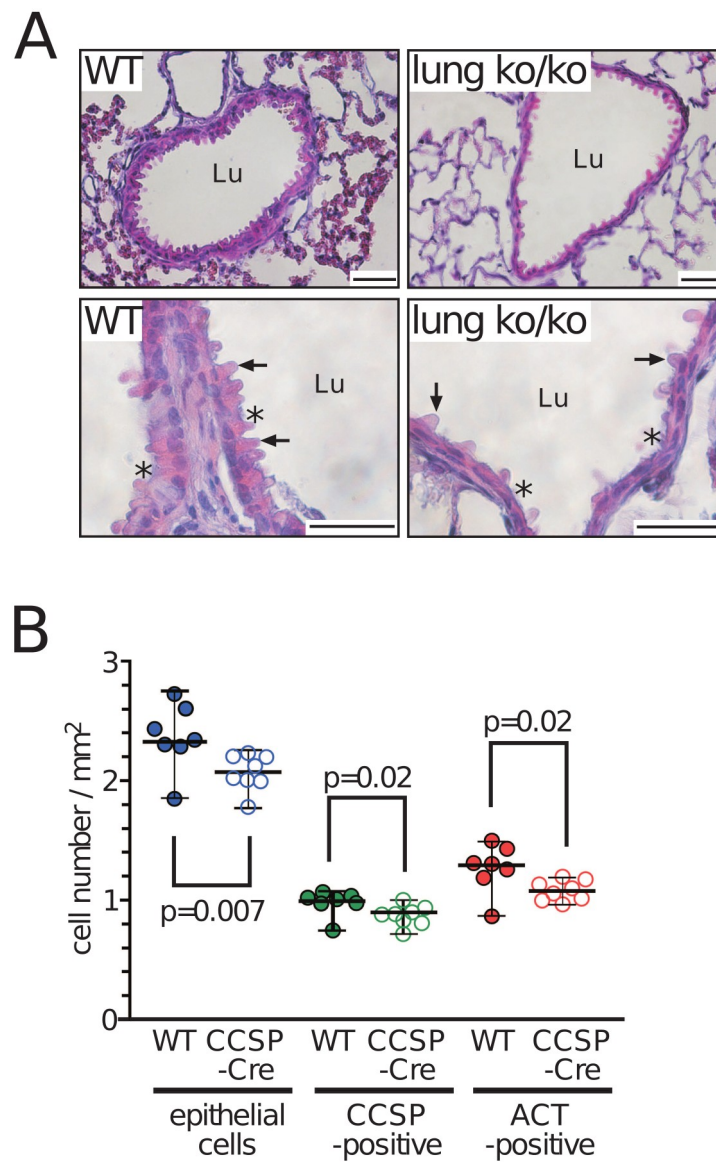 A
WT
lung ko/ko
Lu
Lu
WT
lung ko/ko
Lu
*
*
Lu
*
*
B
cell number / mm²
3
2
1
0
p=0.007
p=0.02
p=0.02
WT
CCSP
-Cre
WT
CCSP
-Cre
WT
CCSP
-Cre
epithelial
cells
CCSP
-positive
ACT
-positive